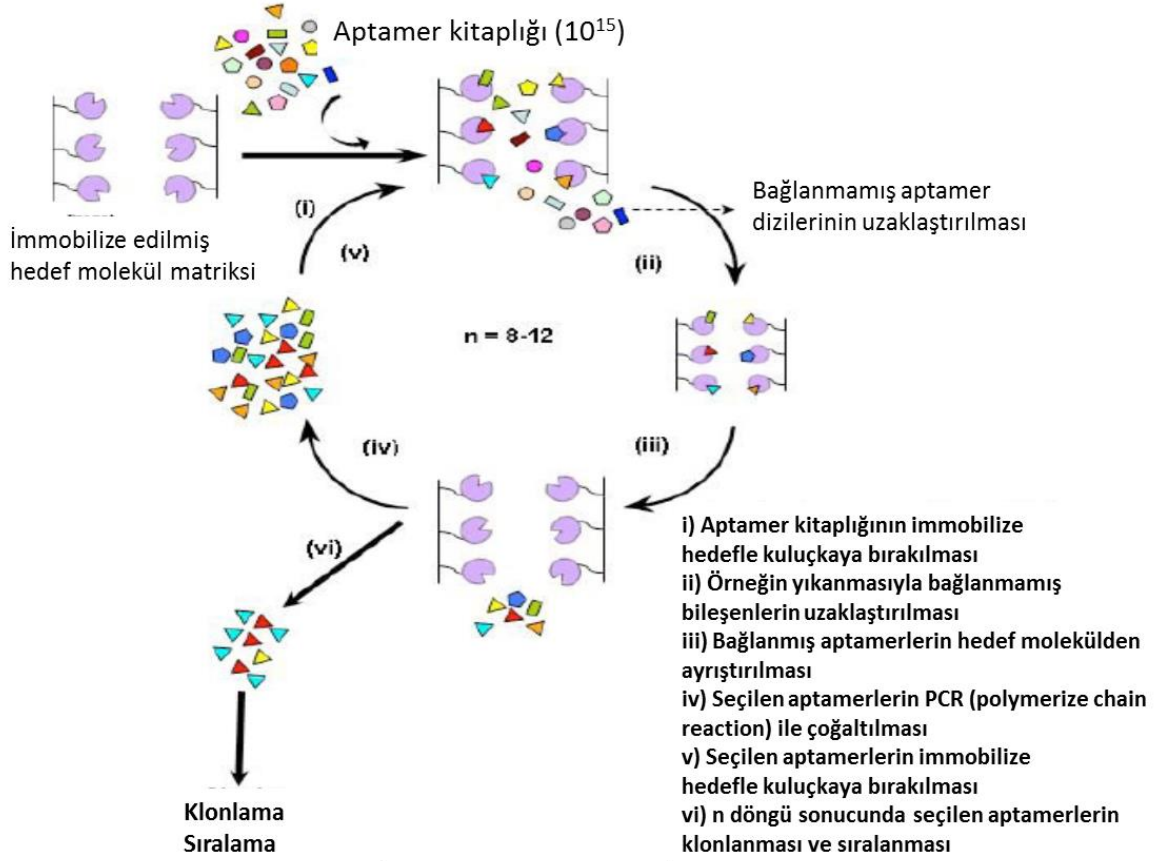 Aptamer kitaplığı (10¹⁵)
İmmobilize edilmiş
hedef molekül matriksi
(i)
(v)
Bağlanmamış aptamer
dizilerinin uzaklaştırılması
(ii)
n = 8-12
(iii)
(iv)
(vi)
Klonlama
Sıralama
i) Aptamer kitaplığının immobilize
hedefle kuluçkaya bırakılması
ii) Örneğin yıkanmasıyla bağlanmamış
bileşenlerin uzaklaştırılması
iii) Bağlanmış aptamerlerin hedef molekülden
ayrıştırılması
iv) Seçilen aptamerlerin PCR (polymerize chain
reaction) ile çoğaltılması
v) Seçilen aptamerlerin immobilize
hedefle kuluçkaya bırakılması
vi) n döngü sonucunda seçilen aptamerlerin
klonlanması ve sıralanması